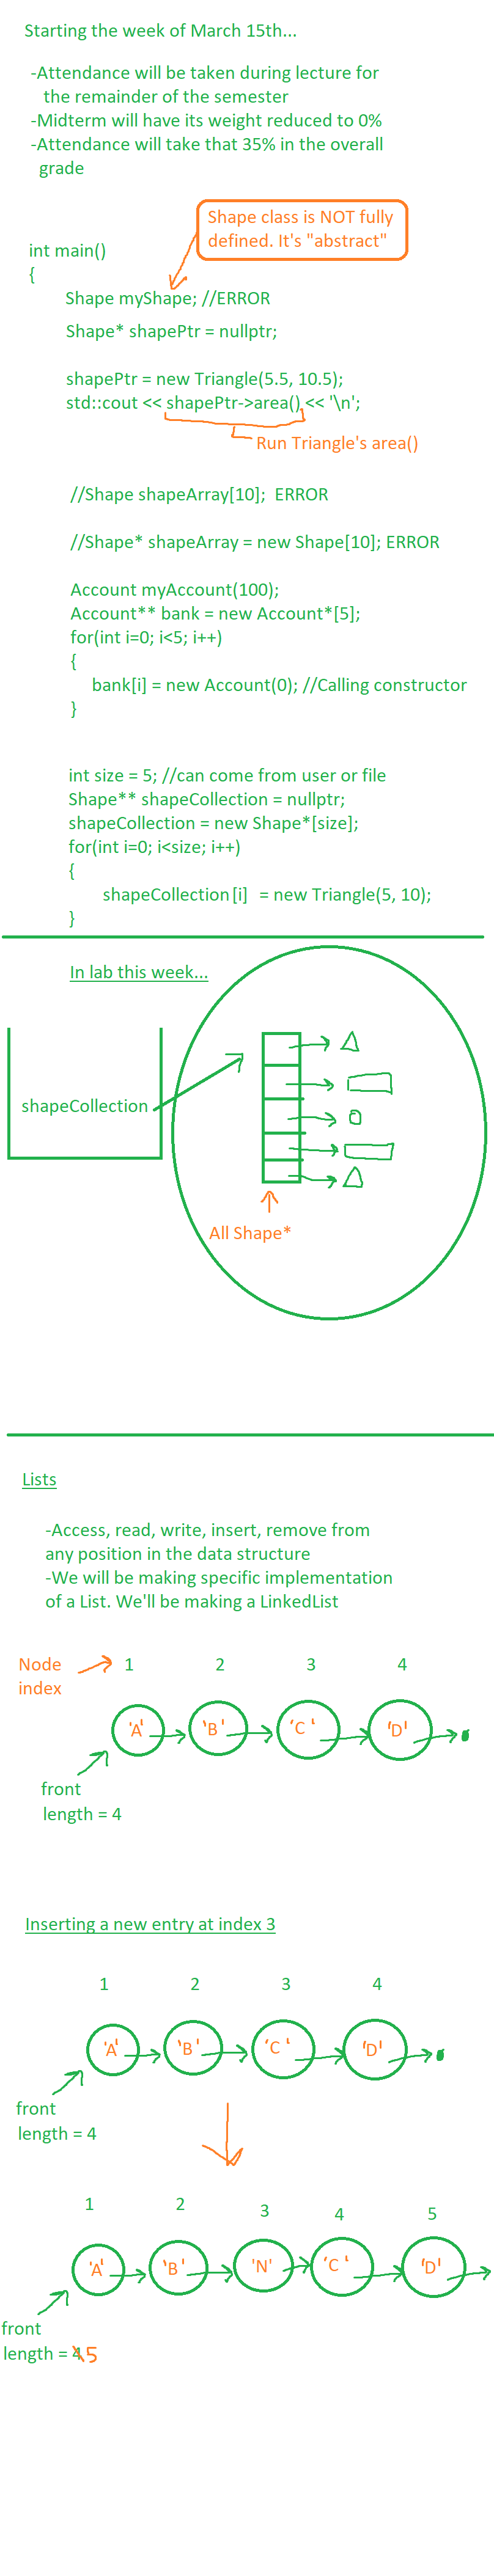 Starting the week of March 15th...
-Attendance will be taken during lecture for
the remainder of the semester
-Midterm will have its weight reduced to 0%
-Attendance will take that 35% in the overall
grade
Shape class is NOT fully
defined. It's "abstract"
int main()
{
Shape myShape; //ERROR
Shape* shapePtr = nullptr;
shapePtr = new Triangle(5.5, 10.5);
std::cout << shapePtr->area() << '\n';
Run Triangle's area()
//Shape shapeArray[10]; ERROR
//Shape* shapeArray = new Shape[10]; ERROR
Account myAccount(100);
Account** bank = new Account*[5];
for(int i=0; i<5; i++)
{
bank[i] = new Account(0); //Calling constructor
}
int size = 5; //can come from user or file
Shape** shapeCollection = nullptr;
shapeCollection = new Shape*[size];
for(int i=0; i<size; i++)
{
shapeCollection[i] = new Triangle(5, 10);
}
In lab this week...
shapeCollection
All Shape*
Lists
-Access, read, write, insert, remove from
any position in the data structure
-We will be making specific implementation
of a List. We'll be making a LinkedList
Node
index
1 2 3 4
'A' 'B' 'C' 'D'
front
length = 4
Inserting a new entry at index 3
1 2 3 4
'A' 'B' 'C' 'D'
front
length = 4
1 2 3 4 5
'A' 'B' 'N' 'C' 'D'
front
length = 4 5